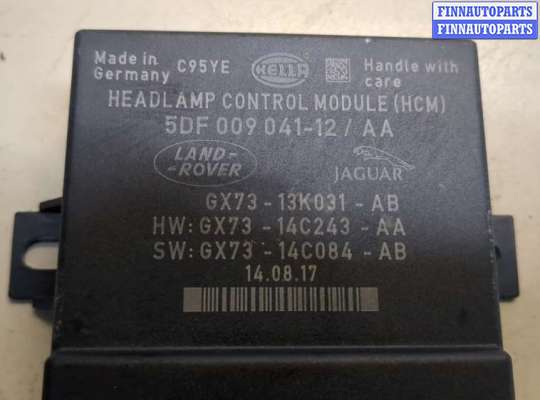 FINNAUTOPARTS
FINNAUTOPARTS
Made in
Germany
C95YE
HELLA
Handle with
care
HEADLAMP CONTROL MODULE (HCM)
5DF 009 041-12 / AA
LAND-
-ROVER
JAGUAR
GX73 - 13K031 - AB
HW: GX73 - 14C243 - AA
SW: GX73 - 14C084 - AB
14.08.17